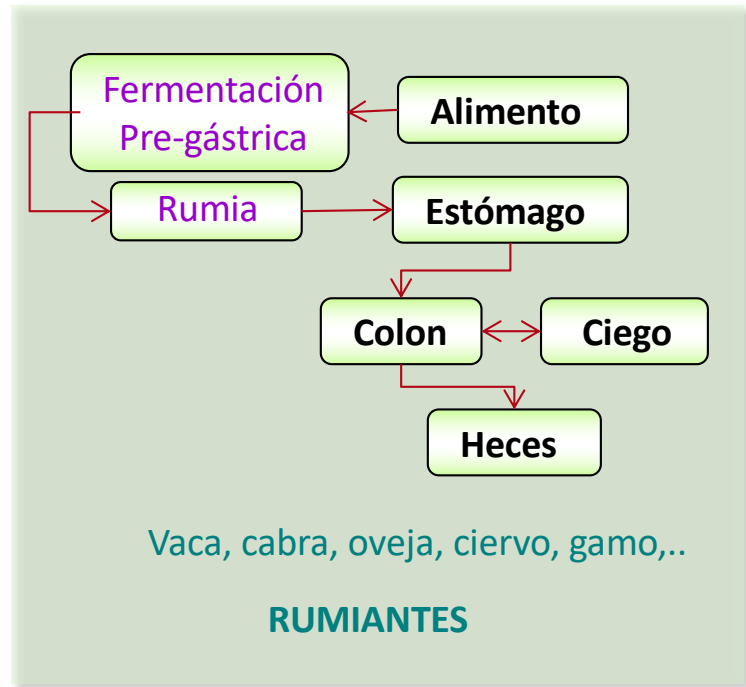 Fermentación
Pre-gástrica
Alimento
Rumia
Estómago
Colon
Ciego
Heces
Vaca, cabra, oveja, ciervo, gamo,..
RUMIANTES